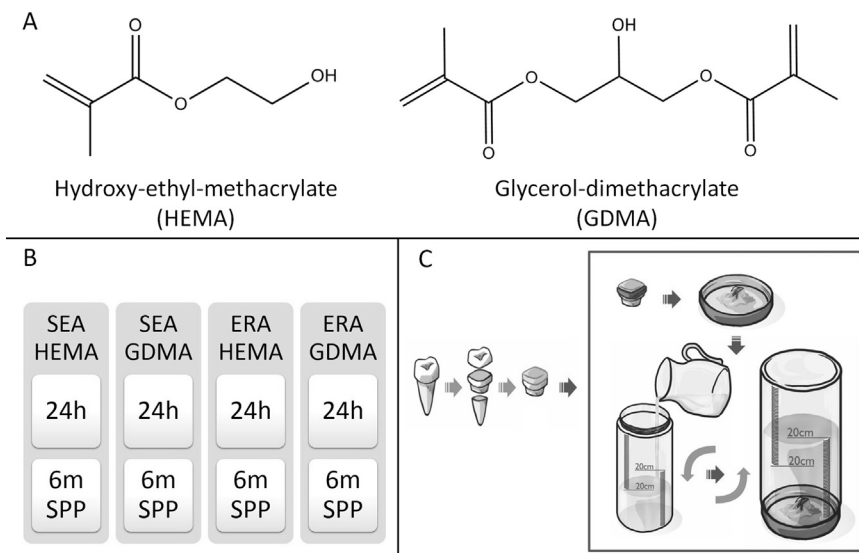 A
O
O
OH
Hydroxy-ethyl-methacrylate
(HEMA)
OH
O
O
O
O
Glycerol-dimethacrylate
(GDMA)
B
SEA
HEMA
SEA
GDMA
ERA
HEMA
ERA
GDMA
24h
24h
24h
24h
6m
SPP
6m
SPP
6m
SPP
6m
SPP
C
20cm
20cm
20cm
20cm